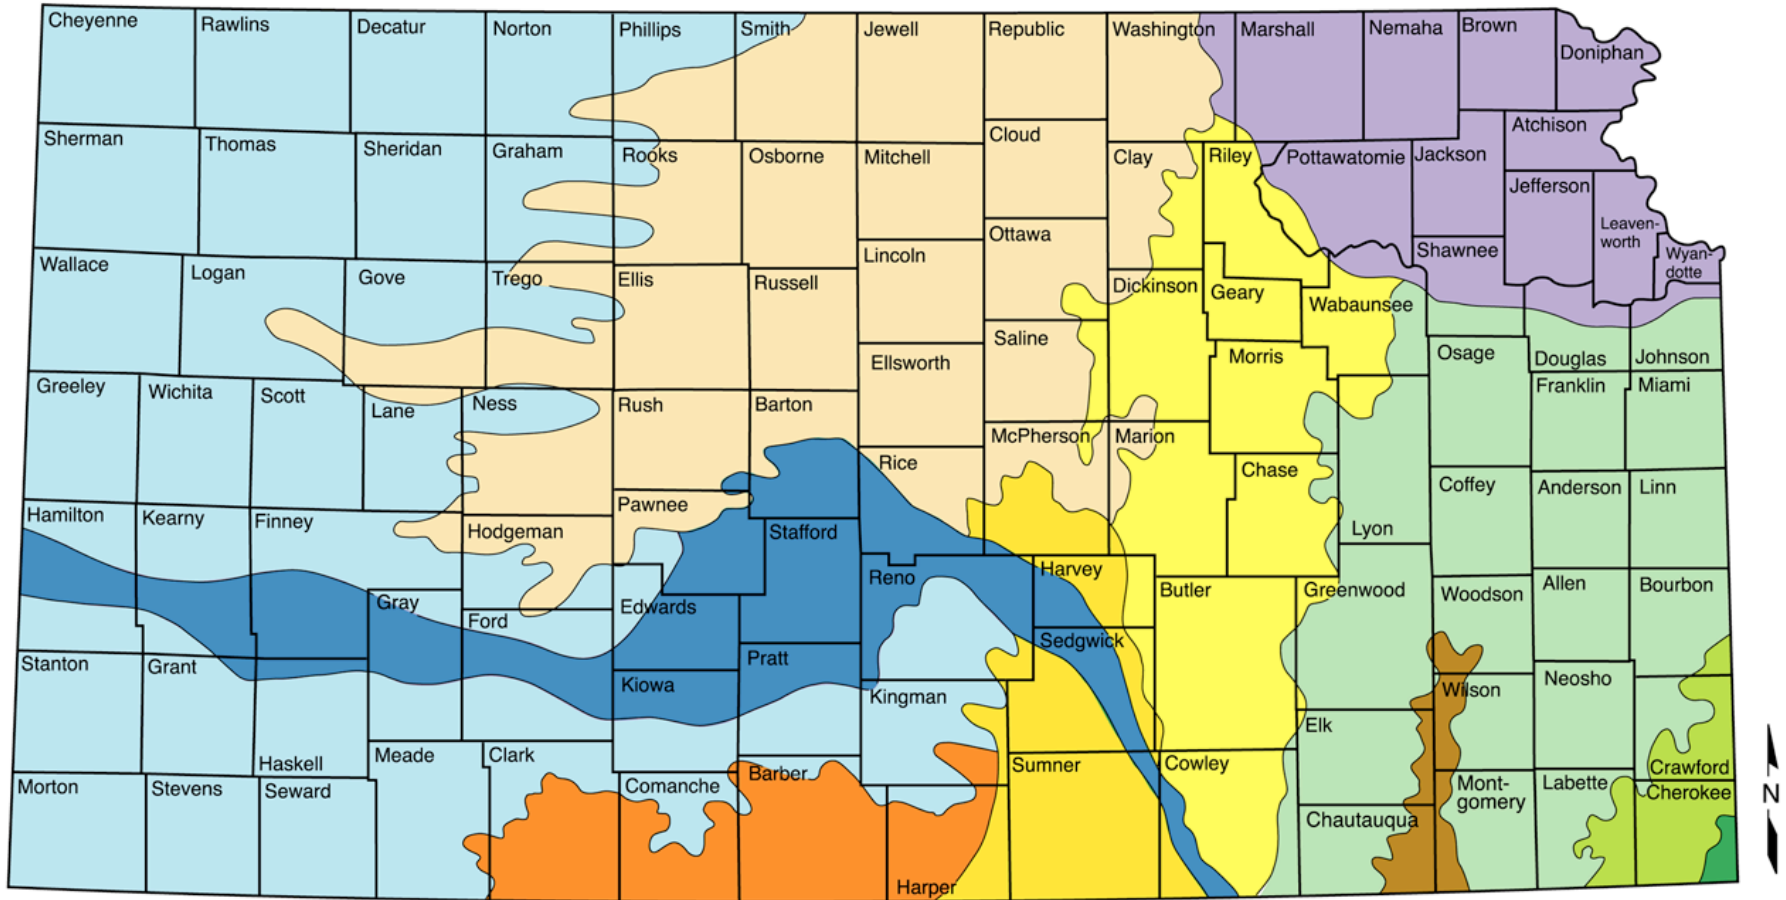 Cheyenne
Rawlins
Decatur
Norton
Phillips
Smith
Jewell
Republic
Washington
Marshall
Nemaha
Brown
Doniphan
Sherman
Thomas
Sheridan
Graham
Rooks
Osborne
Mitchell
Cloud
Clay
Riley
Pottawatomie
Jackson
Atchison
Jefferson
Leaven-
worth
Wyan-
dotte
Wallace
Logan
Gove
Trego
Ellis
Russell
Lincoln
Ottawa
Dickinson
Geary
Wabaunsee
Shawnee
Saline
Ellsworth
Morris
Osage
Douglas
Johnson
Greeley
Wichita
Scott
Lane
Ness
Rush
Barton
Rice
McPherson
Marion
Chase
Lyon
Coffey
Franklin
Miami
Anderson
Linn
Hamilton
Kearny
Finney
Hodgeman
Pawnee
Stafford
Reno
Harvey
Butler
Greenwood
Woodson
Allen
Bourbon
Gray
Ford
Edwards
Sedgwick
Stanton
Grant
Haskell
Kiowa
Pratt
Kingman
Elk
Wilson
Neosho
Crawford
Morton
Stevens
Seward
Meade
Clark
Comanche
Barber
Harper
Sumner
Cowley
Chautauqua
Mont-
gomery
Labette
Cherokee
N